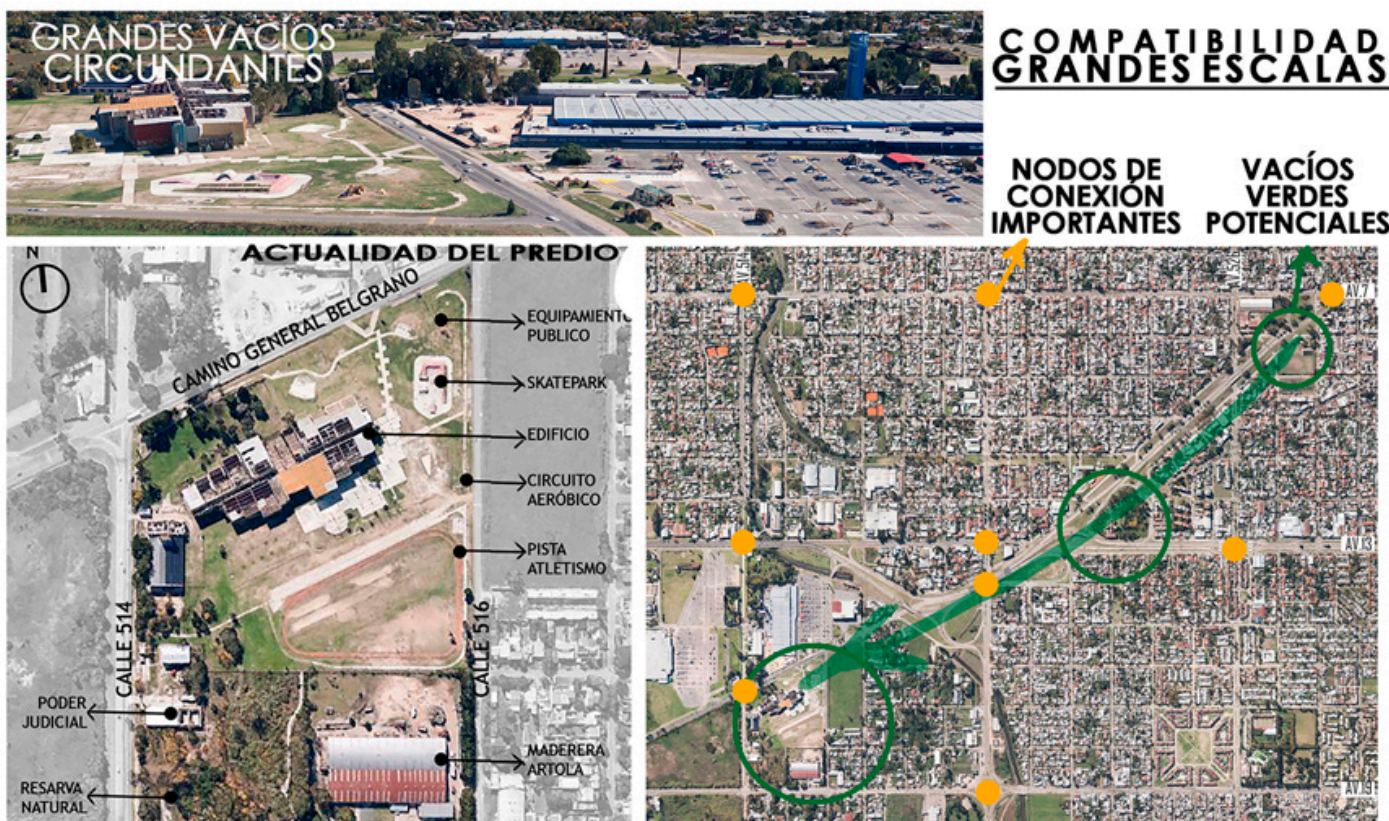 GRANDES VACÍOS
CIRCUNDANTES
COMPATIBILIDAD
GRANDES ESCALAS
NODOS DE
CONEXIÓN
IMPORTANTES
VACÍOS
VERDES
POTENCIALES
ACTUALIDAD DEL PREDIO
N
CAMINO GENERAL BELGRANO
EQUIPAMIENTO
PUBLICO
SKATEPARK
EDIFICIO
CIRCUITO
AERÓBICO
PISTA
ATLETISMO
CALLE 514
CALLE 516
PODER
JUDICIAL
MADERERA
ARTOLA
RESARVA
NATURAL
AV.7
AV.13
AV.19